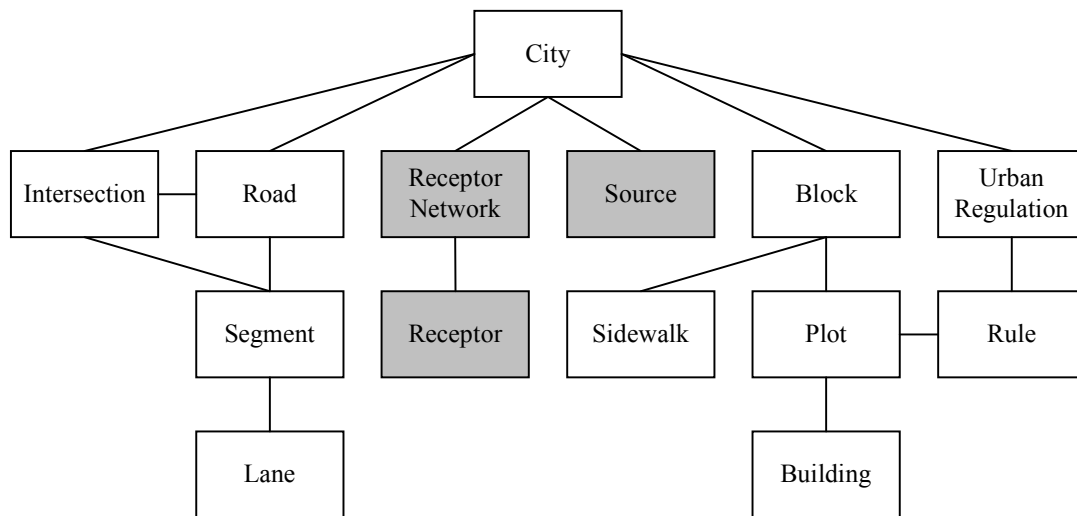 City
Intersection
Road
Receptor
Network
Source
Block
Urban
Regulation
Segment
Receptor
Sidewalk
Plot
Rule
Lane
Building